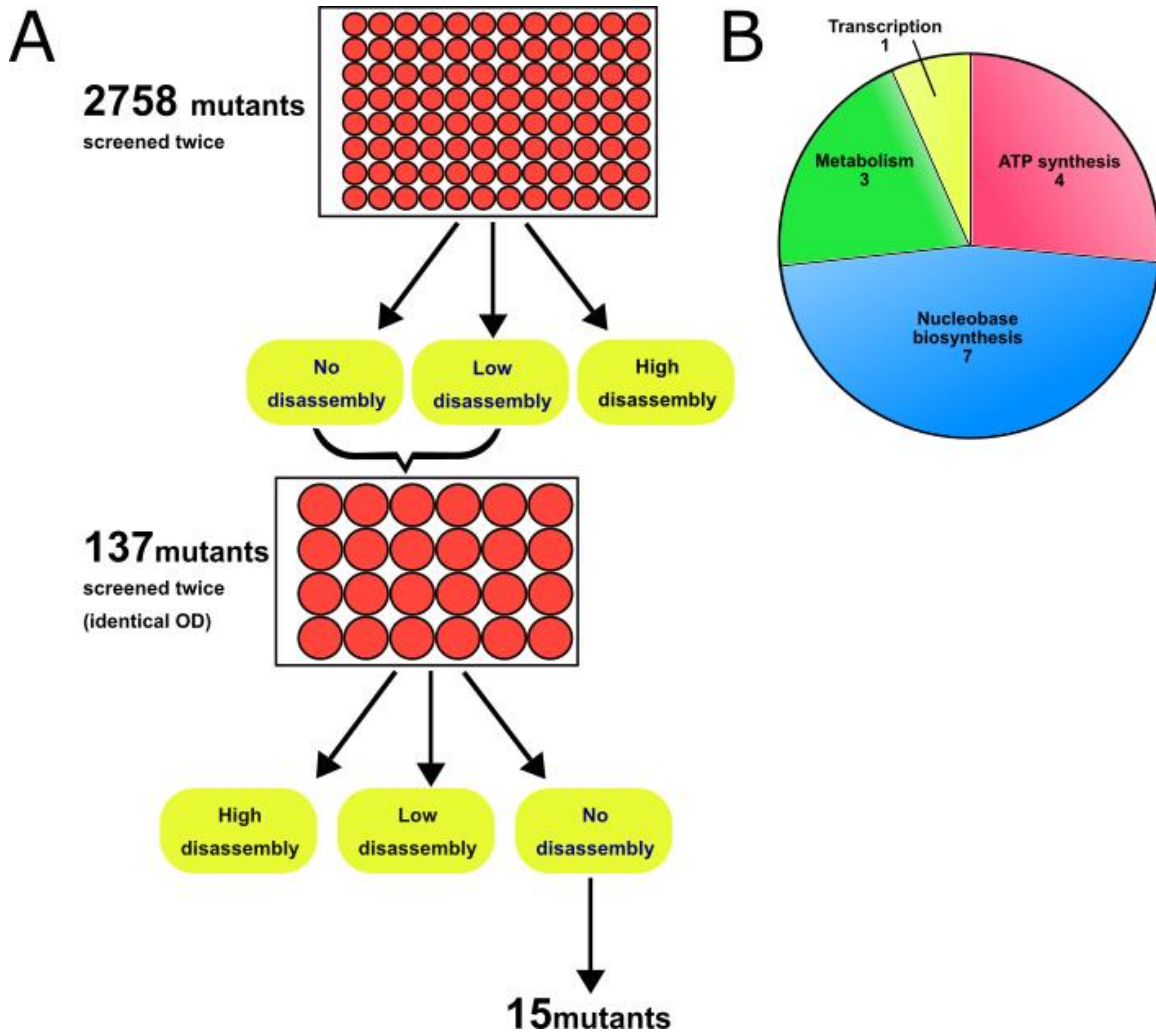 A
2758 mutants
screened twice
No
disassembly
Low
disassembly
High
disassembly
137mutants
screened twice
(identical OD)
High
disassembly
Low
disassembly
No
disassembly
15mutants
B
Transcription
1
Metabolism
3
ATP synthesis
4
Nucleobase
biosynthesis
7